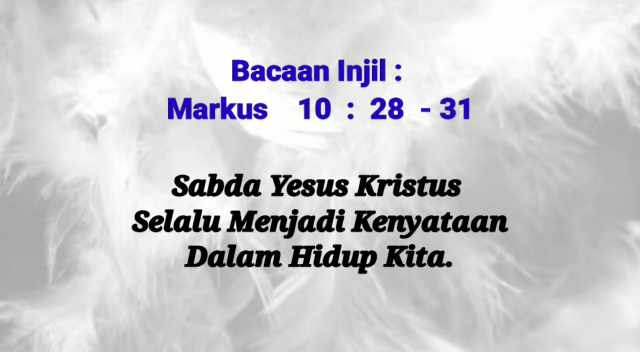 Bacaan Injil :
Markus 10 : 28 - 31
Sabda Yesus Kristus
Selalu Menjadi Kenyataan
Dalam Hidup Kita.